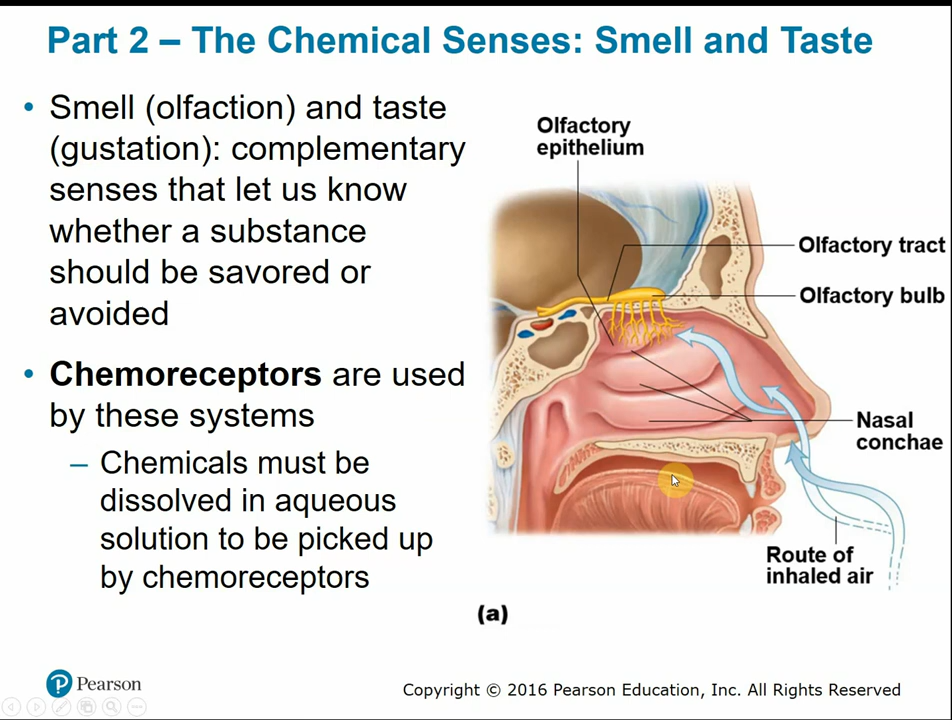 Part 2 – The Chemical Senses: Smell and Taste
• Smell (olfaction) and taste
(gustation): complementary
senses that let us know
whether a substance
should be savored or
avoided
• Chemoreceptors are used
by these systems
– Chemicals must be
dissolved in aqueous
solution to be picked up
by chemoreceptors
Olfactory
epithelium
Olfactory tract
Olfactory bulb
Nasal
conchae
Route of
inhaled air
(a)
Pearson
Copyright © 2016 Pearson Education, Inc. All Rights Reserved